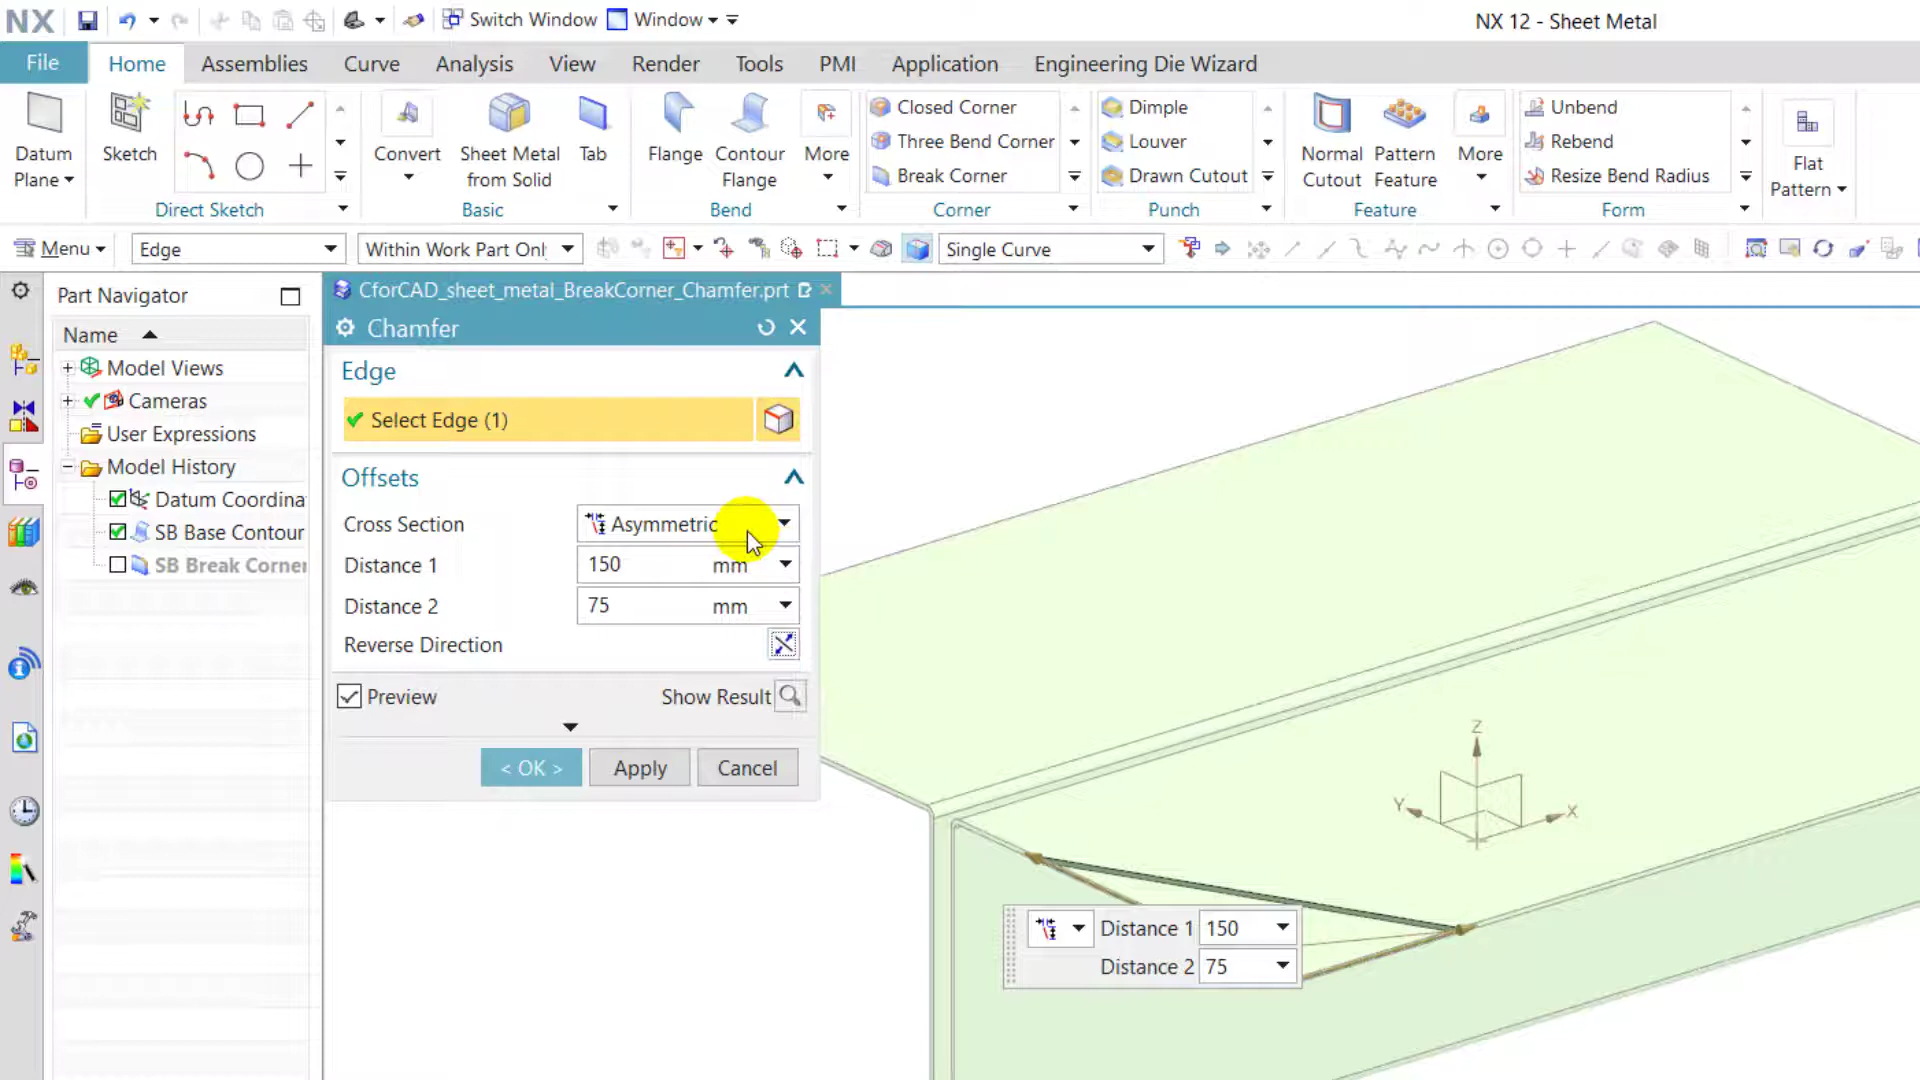 NX Switch Window Window NX 12 - Sheet Metal
File Home Assemblies Curve Analysis View Render Tools PMI Application Engineering Die Wizard
Datum Plane
Sketch
Direct Sketch
Convert
Sheet Metal from Solid
Tab
Basic
Flange
Contour Flange
More
Bend
Closed Corner
Three Bend Corner
Break Corner
Corner
Dimple
Louver
Drawn Cutout
Punch
Normal Cutout
Pattern Feature
More
Feature
Unbend
Rebend
Resize Bend Radius
Form
Flat Pattern
Menu Edge Within Work Part Onl Single Curve
Part Navigator
Name
Model Views
Cameras
User Expressions
Model History
Datum Coordina
SB Base Contour
SB Break Corner
CforCAD_sheet_metal_BreakCorner_Chamfer.prt
Chamfer
Edge
Select Edge (1)
Offsets
Cross Section Asymmetric
Distance 1 150 mm
Distance 2 75 mm
Reverse Direction
Preview Show Result
< OK > Apply Cancel
Z
Y X
Distance 1 150
Distance 2 75